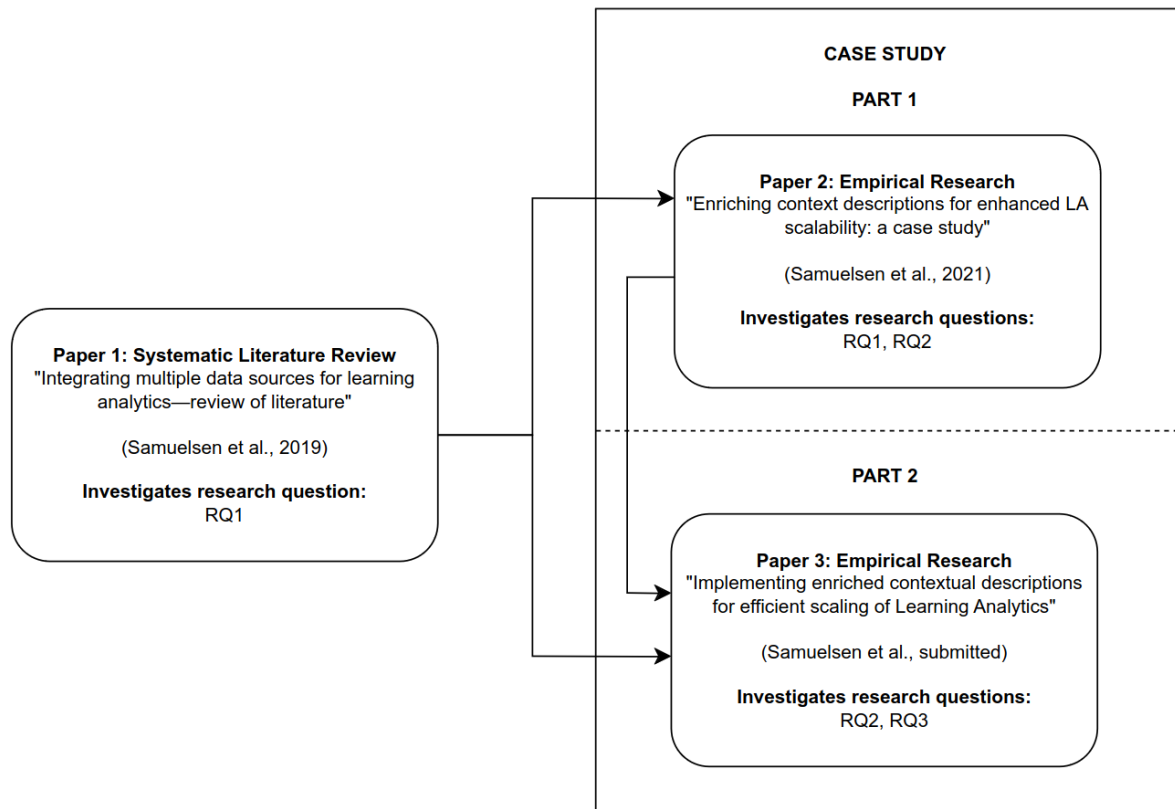 CASE STUDY
PART 1
Paper 2: Empirical Research
"Enriching context descriptions for enhanced LA
scalability: a case study"
(Samuelsen et al., 2021)
Investigates research questions:
RQ1, RQ2
Paper 1: Systematic Literature Review
"Integrating multiple data sources for learning
analytics—review of literature"
(Samuelsen et al., 2019)
Investigates research question:
RQ1
PART 2
Paper 3: Empirical Research
"Implementing enriched contextual descriptions
for efficient scaling of Learning Analytics"
(Samuelsen et al., submitted)
Investigates research questions:
RQ2, RQ3